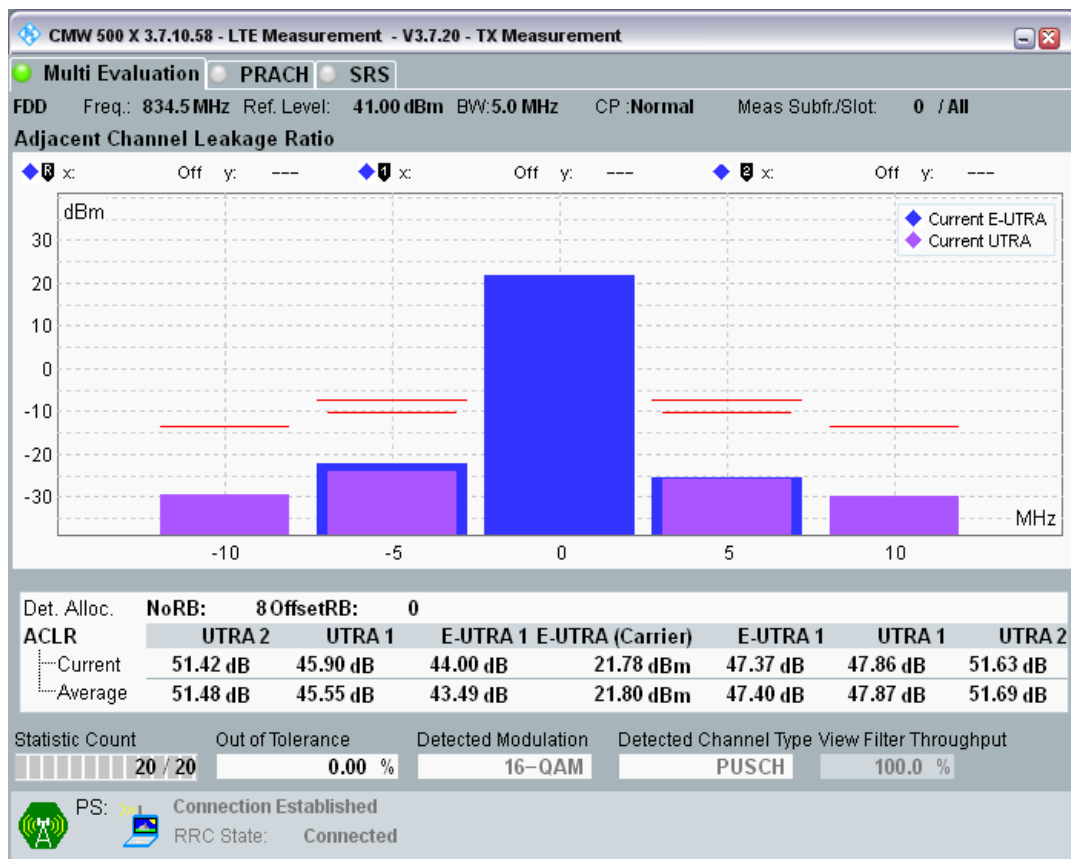 CMW 500 X 3.7.10.58 - LTE Measurement - V3.7.20 - TX Measurement
Multi Evaluation PRACH SRS
FDD Freq.: 834.5 MHz Ref. Level: 41.00 dBm BW:5.0 MHz CP :Normal Meas Subfr./Slot: 0 / All
Adjacent Channel Leakage Ratio
R x: Off y: --- 1 x: Off y: --- 2 x: Off y: ---
dBm
Current E-UTRA
Current UTRA
30
20
10
0
-10
-20
-30
MHz
-10 -5 0 5 10
Det. Alloc. NoRB: 8 OffsetRB: 0
ACLR UTRA 2 UTRA 1 E-UTRA 1 E-UTRA (Carrier) E-UTRA 1 UTRA 1 UTRA 2
Current 51.42 dB 45.90 dB 44.00 dB 21.78 dBm 47.37 dB 47.86 dB 51.63 dB
Average 51.48 dB 45.55 dB 43.49 dB 21.80 dBm 47.40 dB 47.87 dB 51.69 dB
Statistic Count Out of Tolerance Detected Modulation Detected Channel Type View Filter Throughput
20 / 20 0.00 % 16-QAM PUSCH 100.0 %
PS: Connection Established
RRC State: Connected